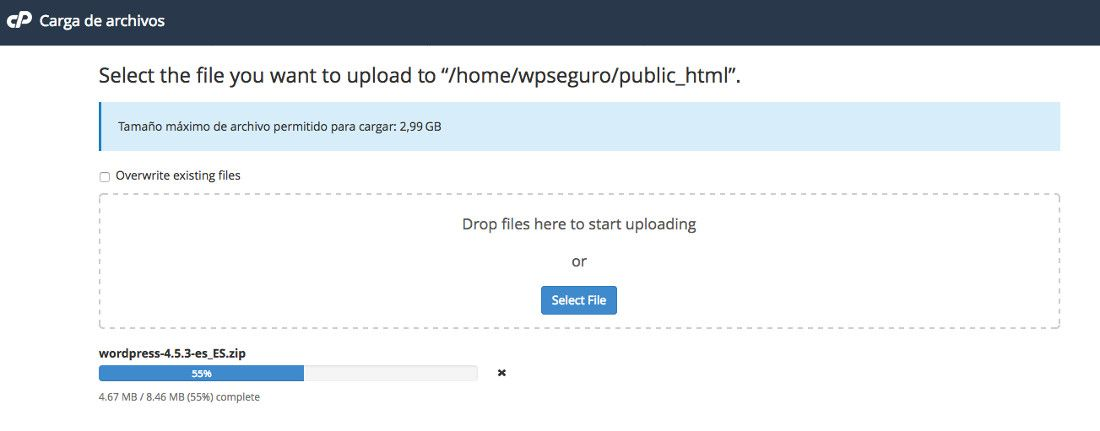 cP Carga de archivos
Select the file you want to upload to “/home/wpseguro/public_html”.
Tamaño máximo de archivo permitido para cargar: 2,99 GB
Overwrite existing files
Drop files here to start uploading
or
Select File
wordpress-4.5.3-es_ES.zip
55%
4.67 MB / 8.46 MB (55%) complete